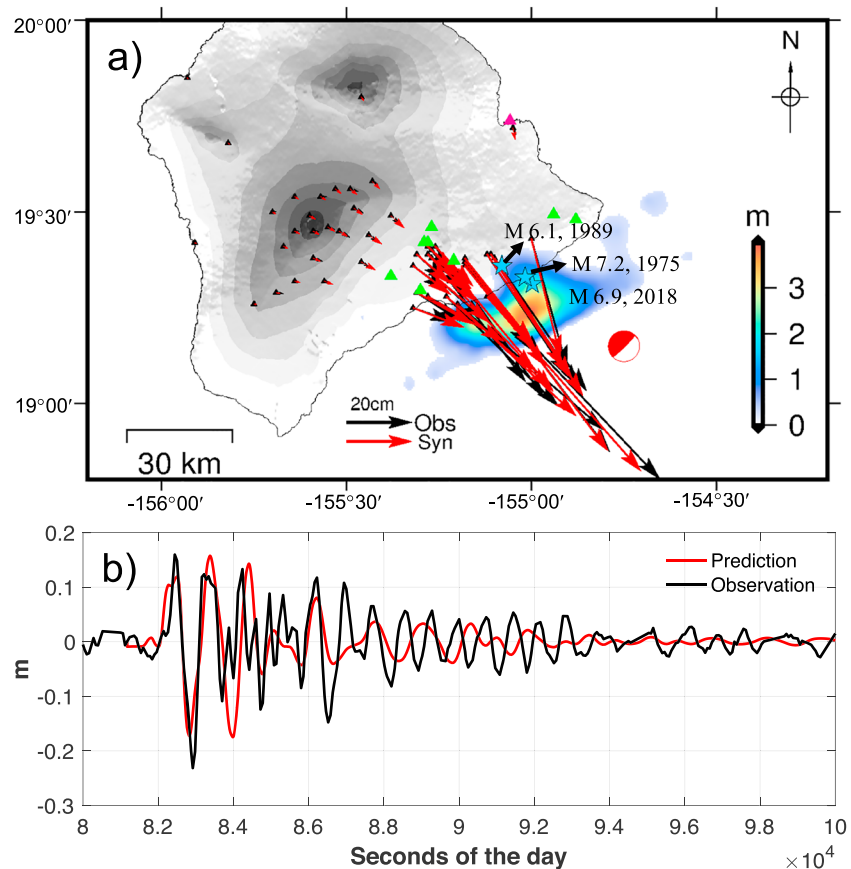 20°00′
a)
N
19°30′
M 6.1, 1989
m
M 7.2, 1975
3
M 6.9, 2018
2
19°00′
20cm
Obs
1
Syn
0
30 km
-156°00′ -155°30′ -155°00′ -154°30′
0.2
b)
Prediction
0.1
Observation
0
m
-0.1
-0.2
-0.3
8 8.2 8.4 8.6 8.8 9 9.2 9.4 9.6 9.8 10
Seconds of the day
×10⁴